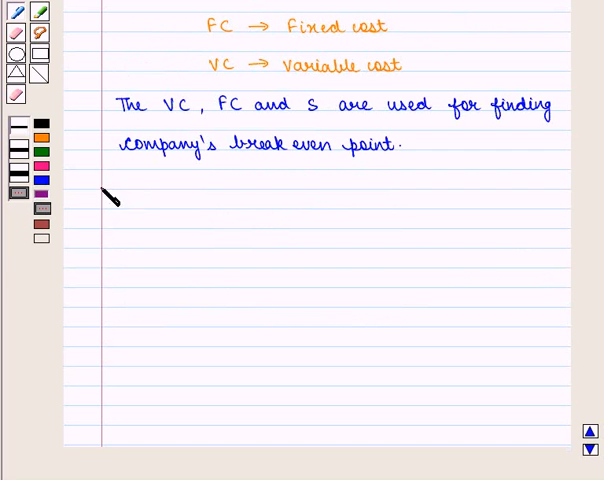 FC → Fixed cost
VC → Variable cost
The VC, FC and S are used for finding
company's break even point.